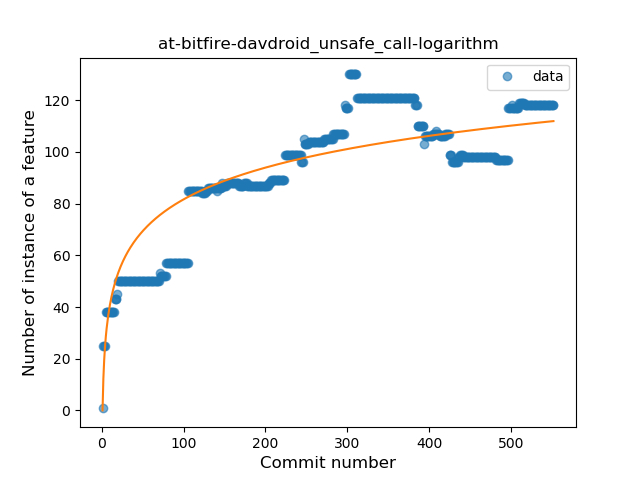 at-bitfire-davdroid_unsafe_call-logarithm
data
Number of instance of a feature
120
100
80
60
40
20
0
0 100 200 300 400 500
Commit number